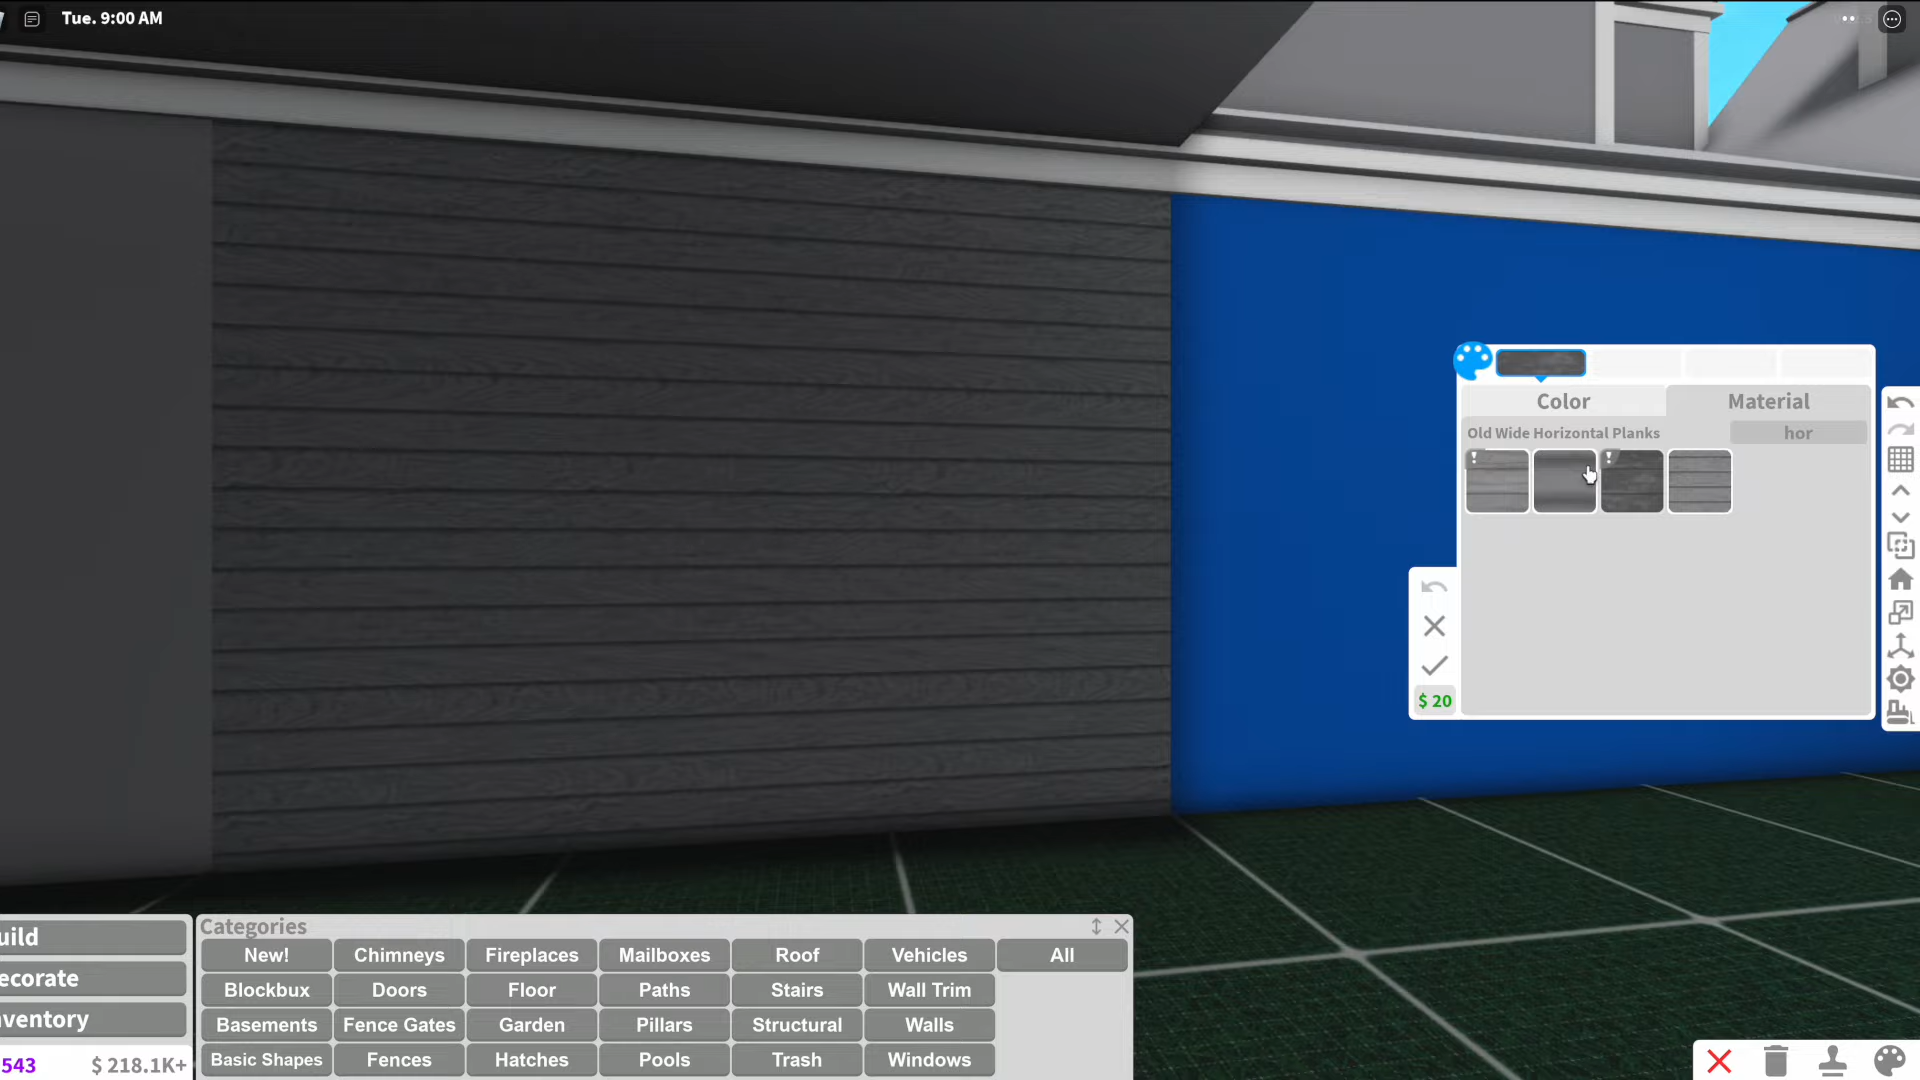 Tue. 9:00 AM
Color
Material
Old Wide Horizontal Planks
hor
$ 20
uild
ecorate
ventory
543
$ 218.1K+
Categories
New!
Chimneys
Fireplaces
Mailboxes
Roof
Vehicles
All
Blockbux
Doors
Floor
Paths
Stairs
Wall Trim
Basements
Fence Gates
Garden
Pillars
Structural
Walls
Basic Shapes
Fences
Hatches
Pools
Trash
Windows